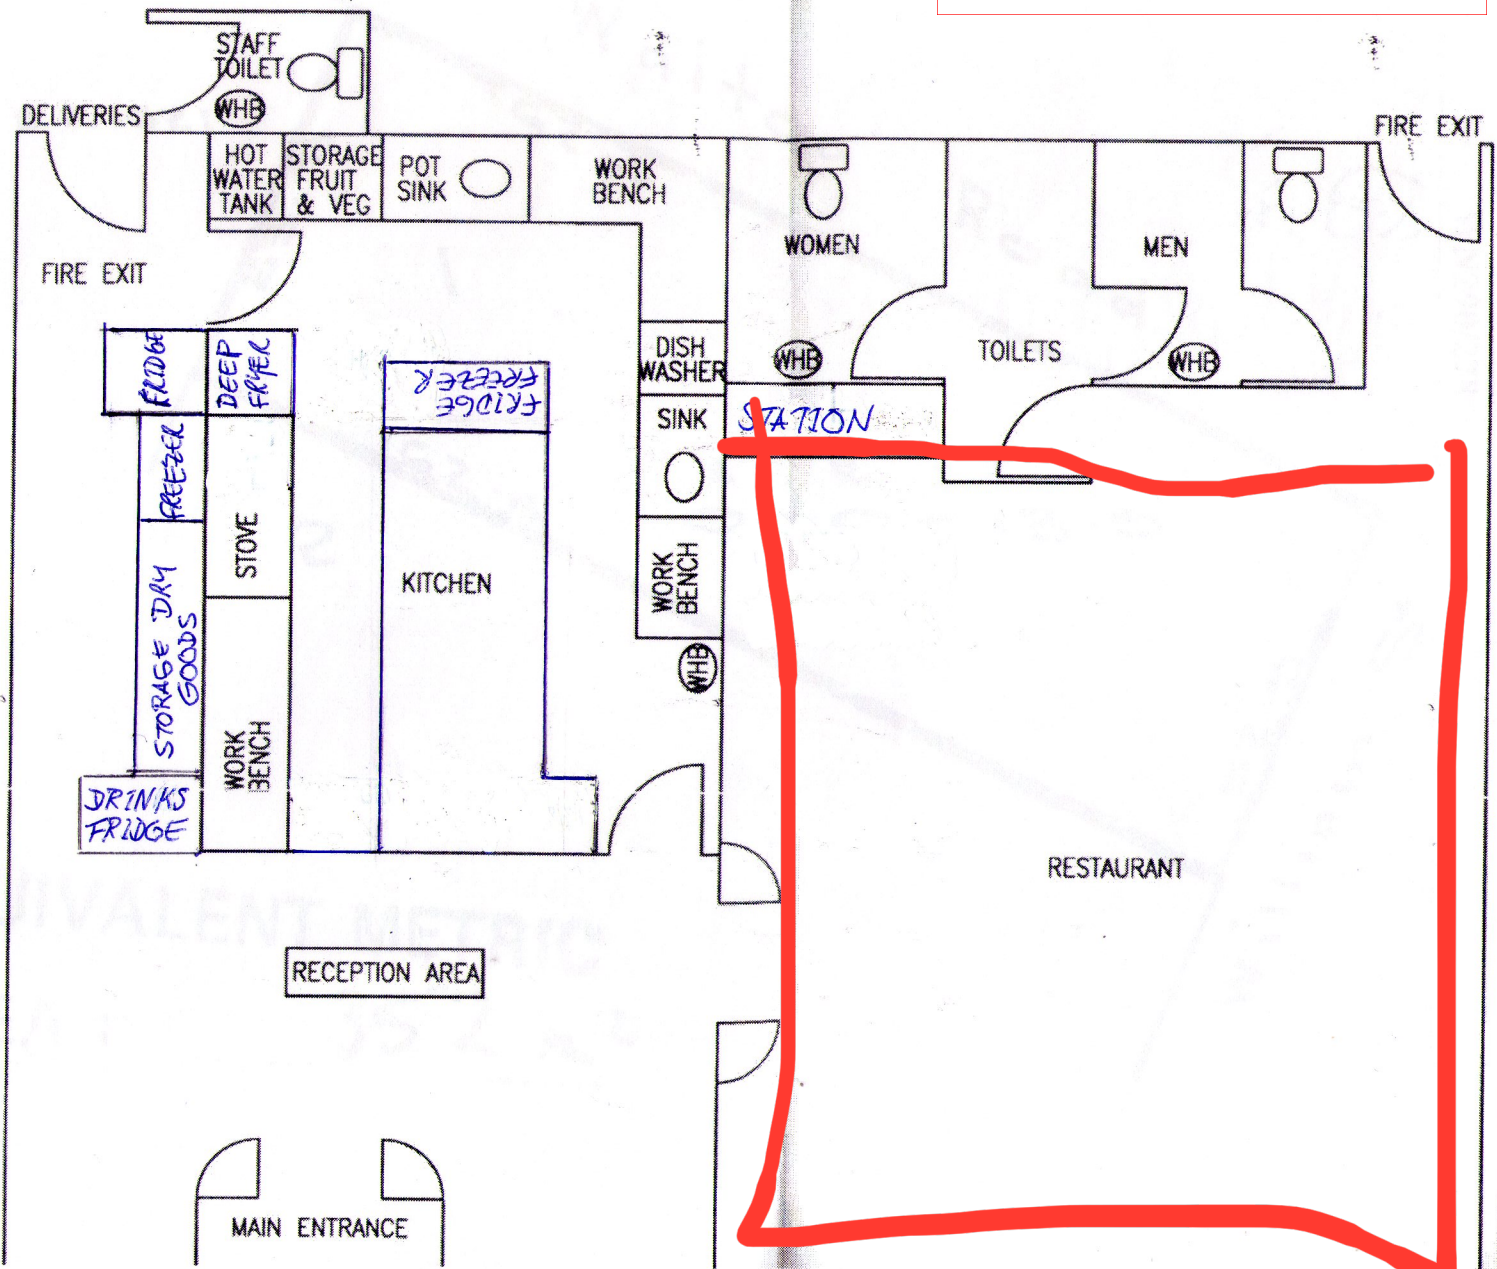 STAFF
TOILET
WHB
DELIVERIES
FIRE EXIT
HOT
WATER
TANK
STORAGE
FRUIT
& VEG
POT
SINK
WORK
BENCH
WOMEN
MEN
FIRE EXIT
FRIDGE
DEEP
FRYER
FRIDGE
FREEZER
DISH
WASHER
WHB
TOILETS
WHB
SINK
STATION
FREEZER
STOVE
KITCHEN
WORK
BENCH
STORAGE DRY
GOODS
WHB
WORK
BENCH
DRINKS
FRIDGE
RESTAURANT
RECEPTION AREA
MAIN ENTRANCE